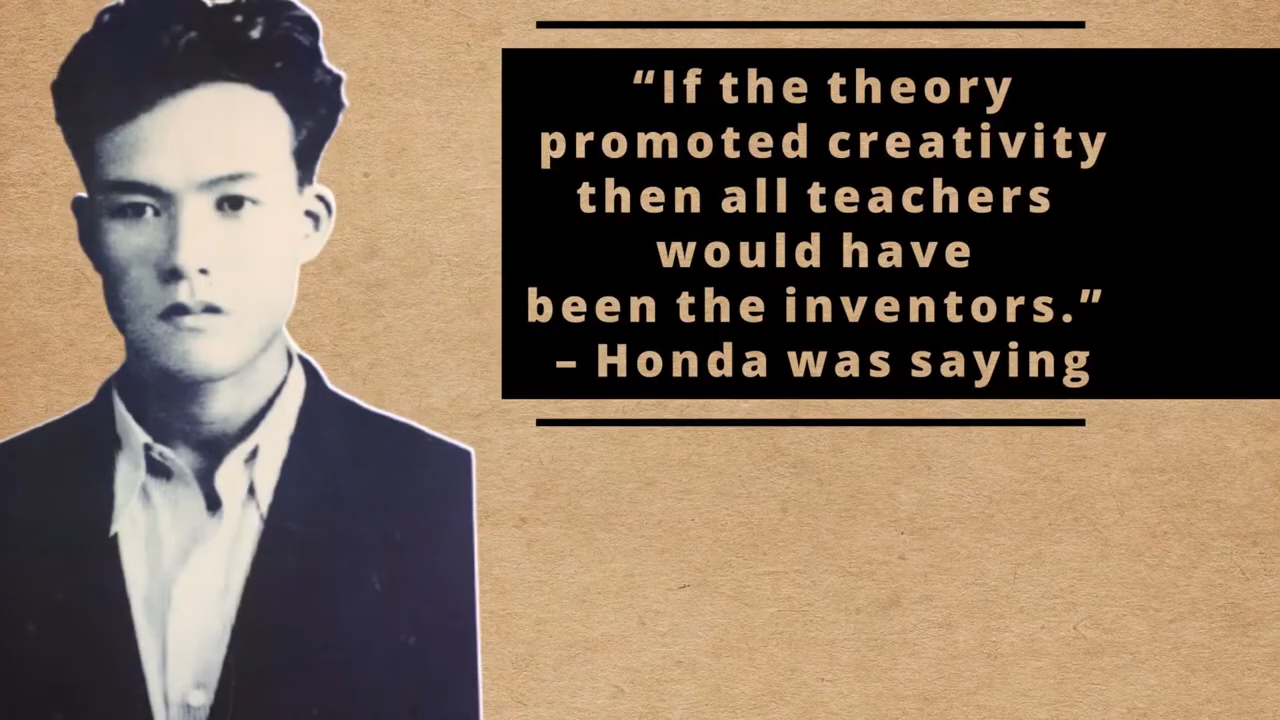 “If the theory
promoted creativity
then all teachers
would have
been the inventors.”
– Honda was saying